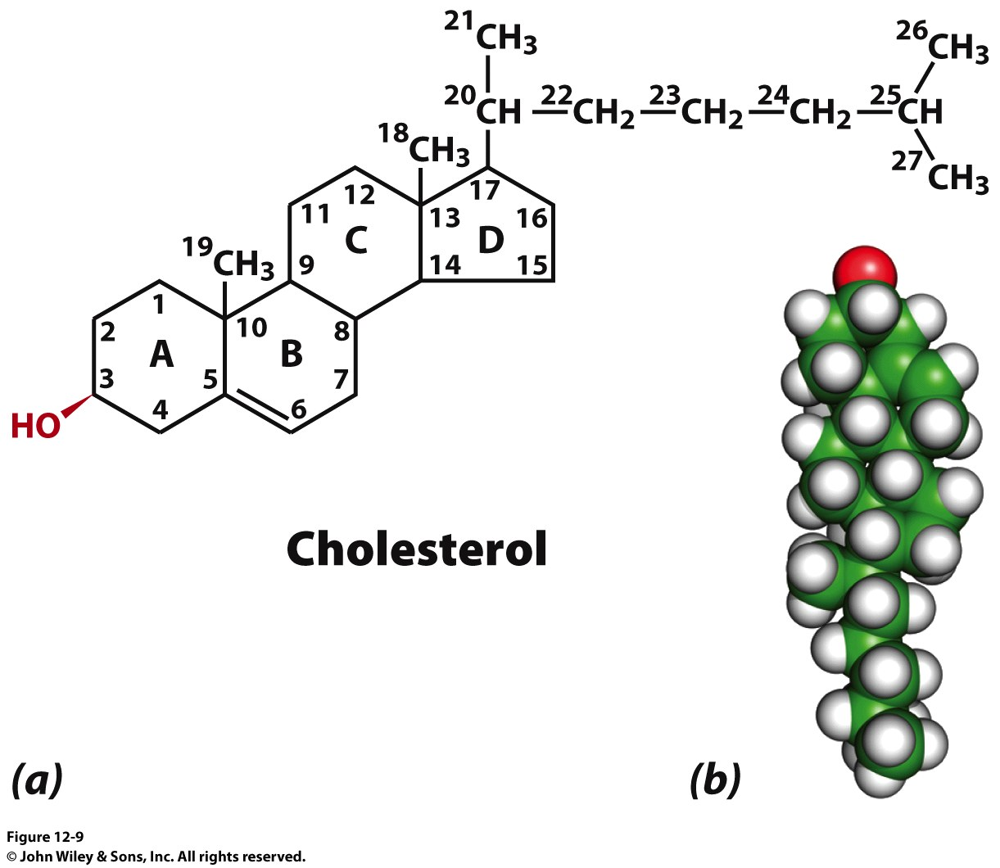 21CH3
26CH3
20CH—22CH2—23CH2—24CH2—25CH
18CH3
27CH3
17
12
11
13
16
C
D
19CH3
9
14
15
1
10
8
2
A
B
3
5
7
4
6
HO
Cholesterol
(a)
(b)
Figure 12-9
© John Wiley & Sons, Inc. All rights reserved.